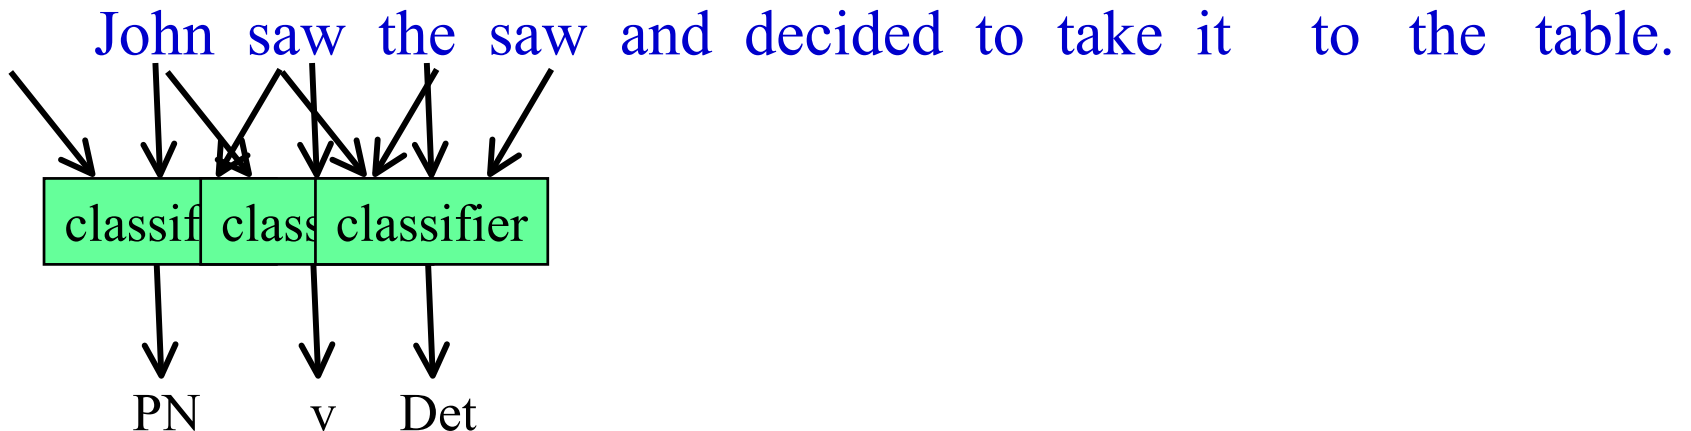 John saw the saw and decided to take it to the table.
classif class classifier
PN v Det